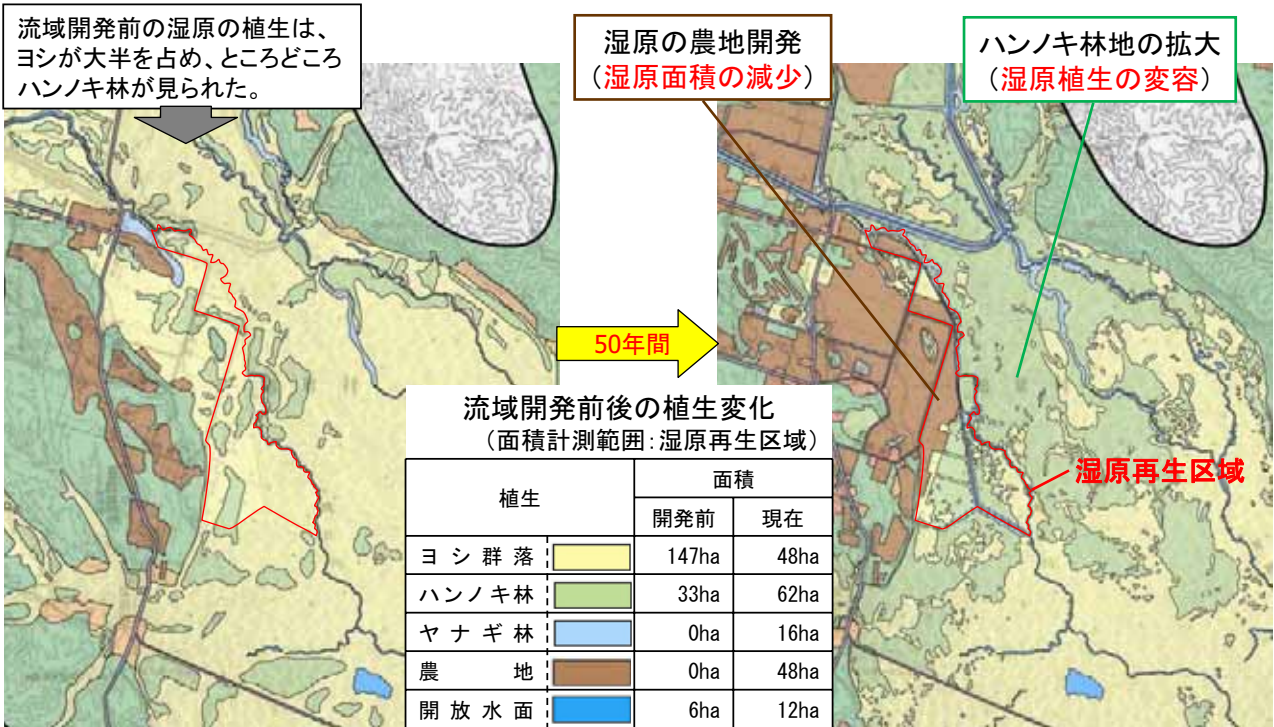 流域開発前の湿原の植生は、
ヨシが大半を占め、ところどころ
ハンノキ林が見られた。
湿原の農地開発
（湿原面積の減少）
ハンノキ林地の拡大
（湿原植生の変容）
50年間
湿原再生区域
流域開発前後の植生変化
（面積計測範囲：湿原再生区域）
植生 面積
開発前 現在
ヨシ群落 147ha 48ha
ハンノキ林 33ha 62ha
ヤナギ林 0ha 16ha
農地 0ha 48ha
開放水面 6ha 12ha